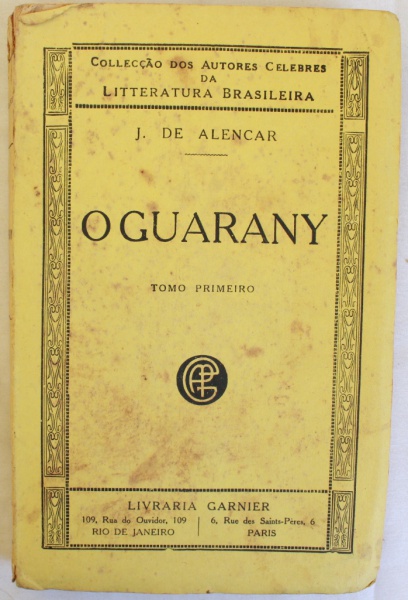 COLLECÇÃO DOS AUTORES CELEBRES
DA
LITTERATURA BRASILEIRA
J. DE ALENCAR
O GUARANY
TOMO PRIMEIRO
LIVRARIA GARNIER
109, Rua do Ouvidor, 109 | 6, Rue des Saints-Pères, 6
RIO DE JANEIRO | PARIS